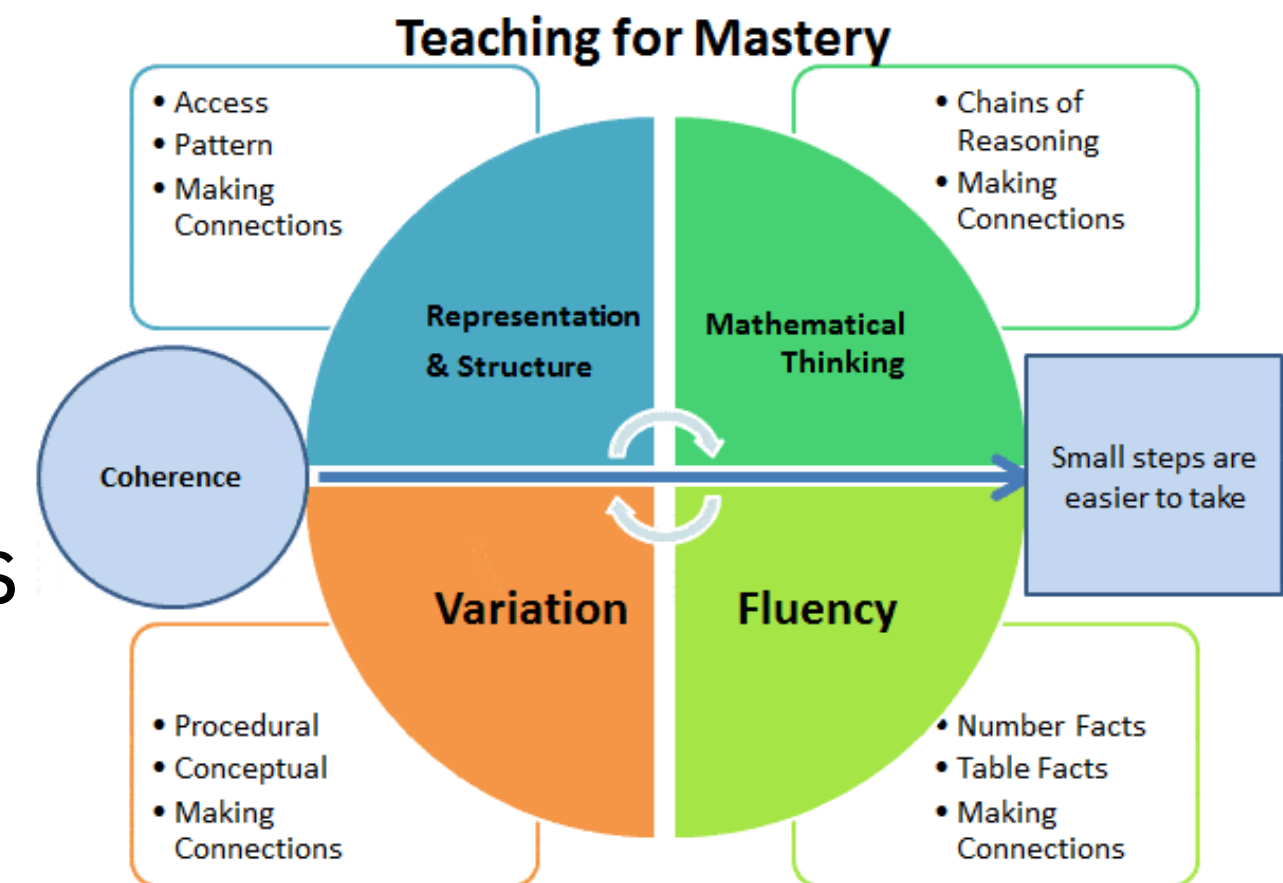 Teaching for Mastery
• Access
• Pattern
• Making
Connections
• Chains of
Reasoning
• Making
Connections
Representation
& Structure
Mathematical
Thinking
Coherence
Small steps are
easier to take
s
Variation
Fluency
• Procedural
• Conceptual
• Making
Connections
• Number Facts
• Table Facts
• Making
Connections